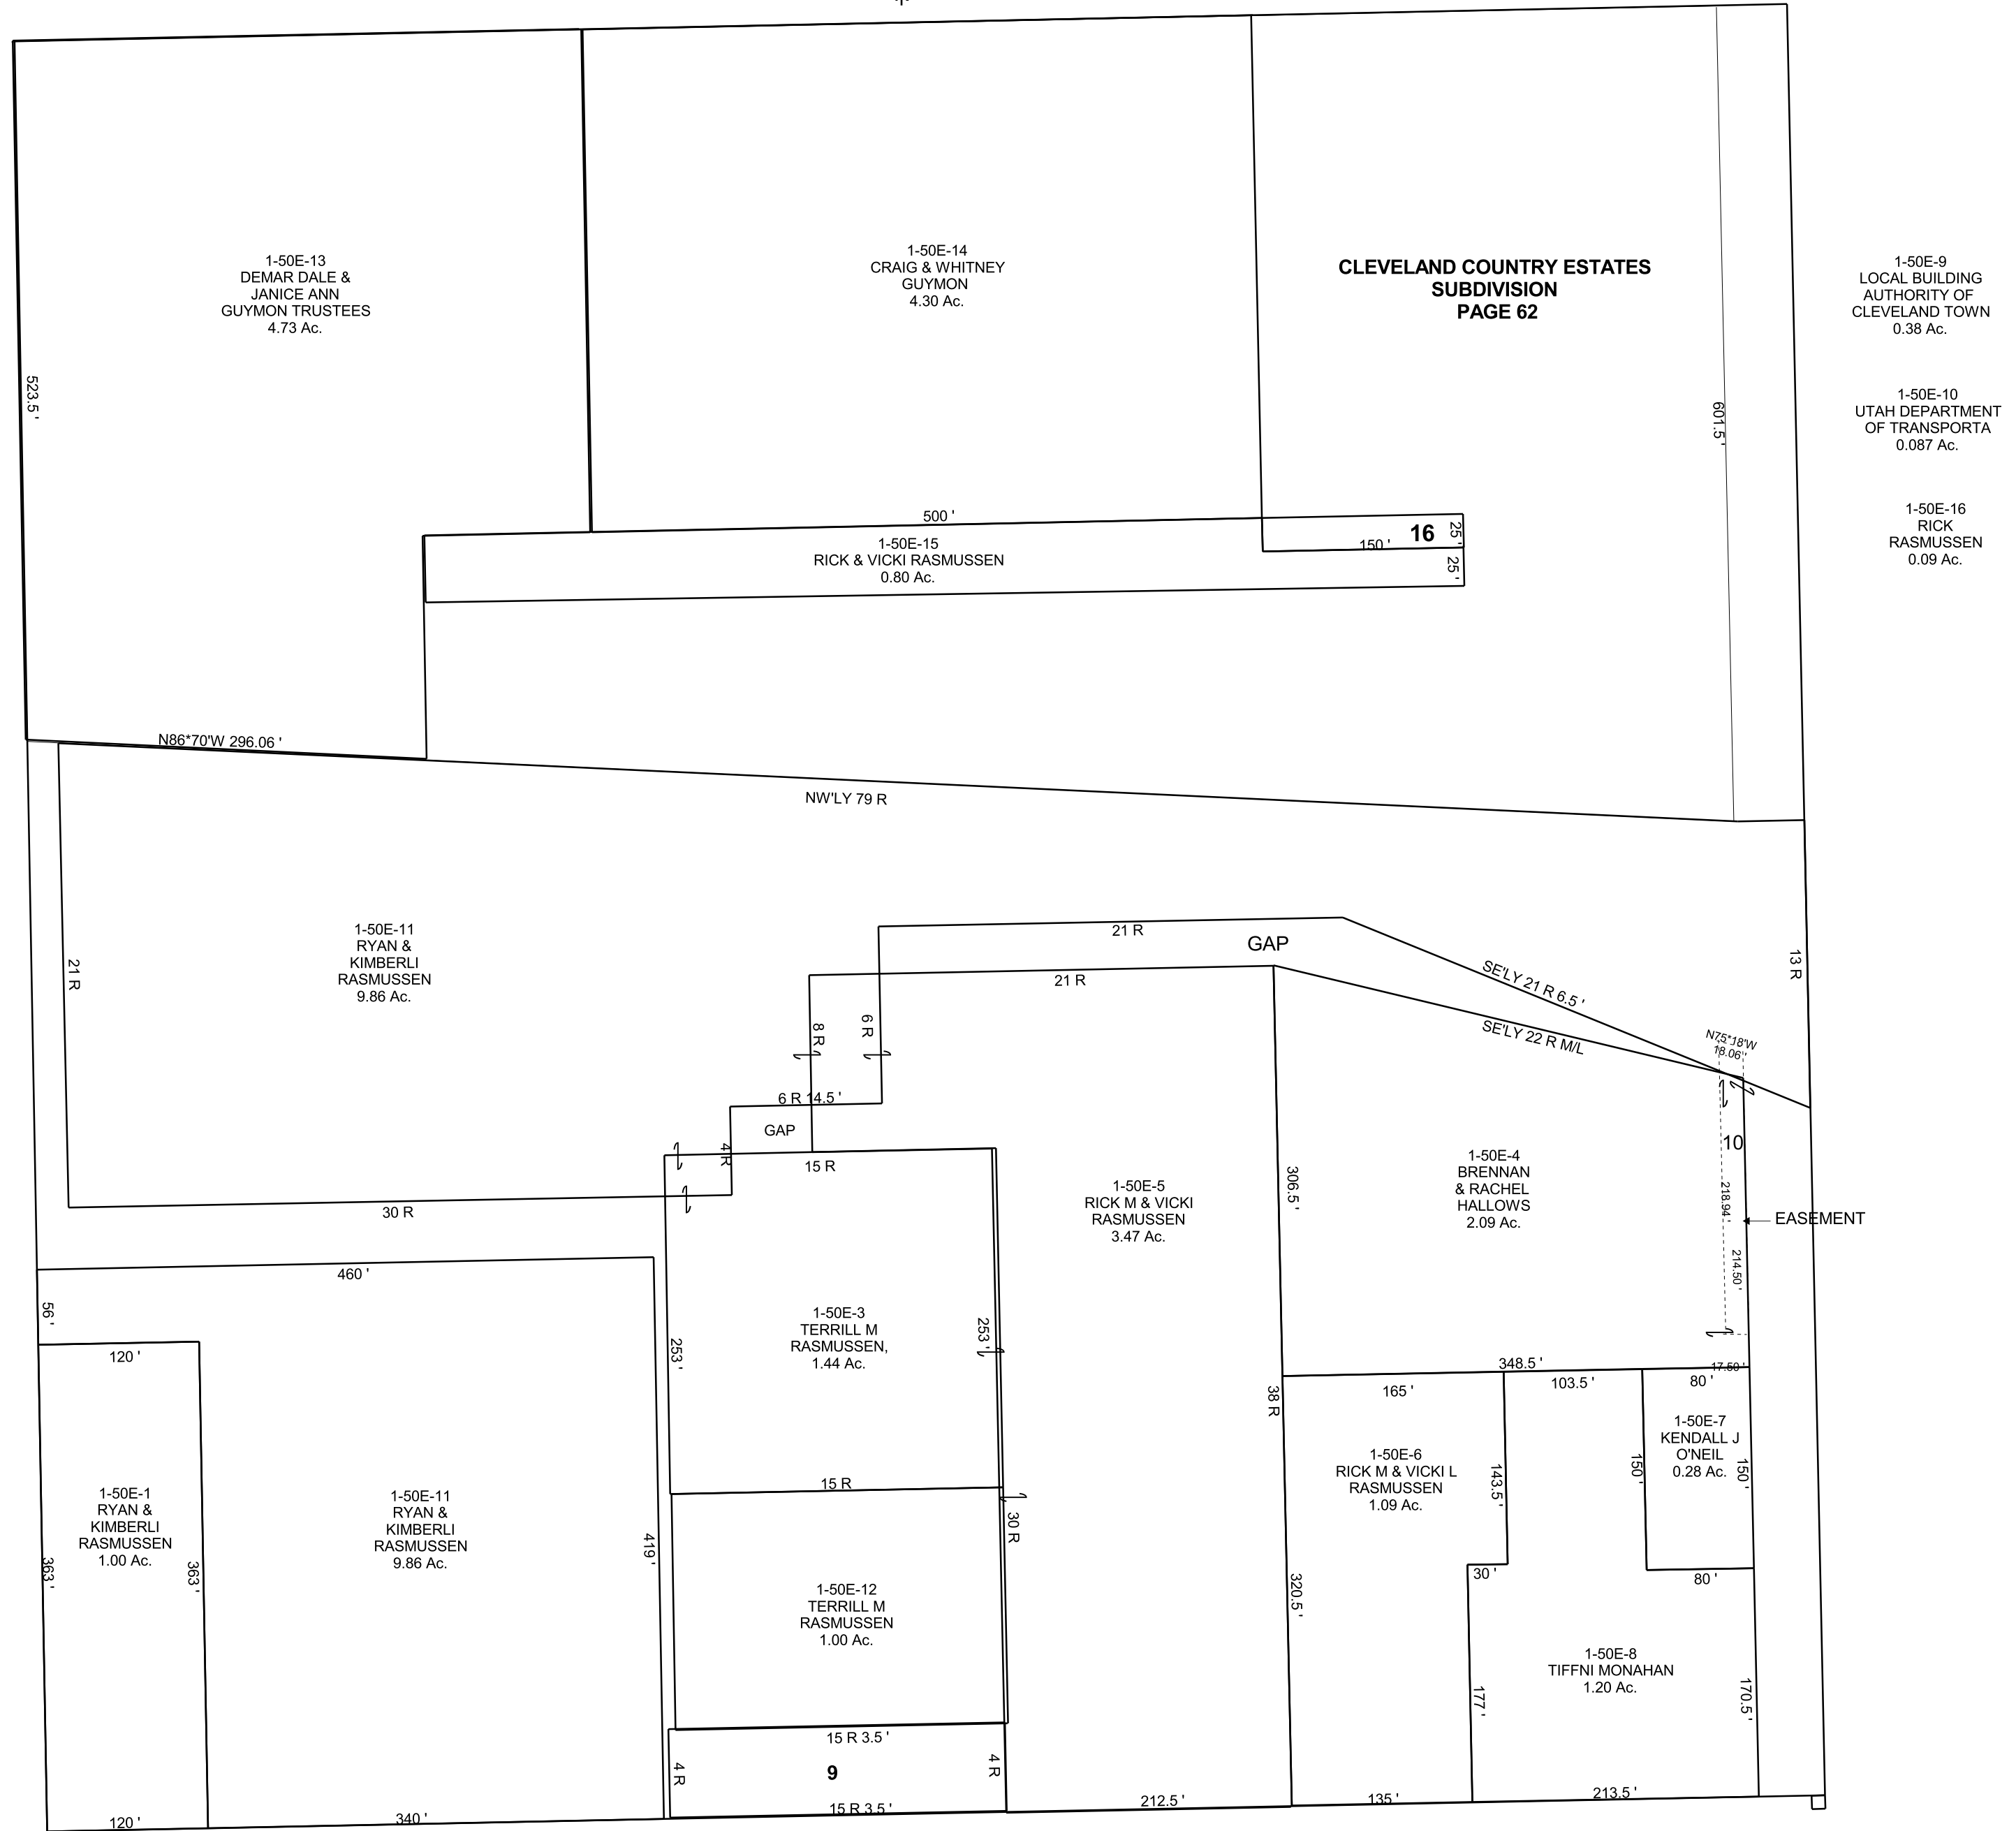 1-50E-13
DEMAR DALE &
JANICE ANN
GUYMON TRUSTEES
4.73 Ac.
1-50E-14
CRAIG & WHITNEY
GUYMON
4.30 Ac.
CLEVELAND COUNTRY ESTATES
SUBDIVISION
PAGE 62
1-50E-9
LOCAL BUILDING
AUTHORITY OF
CLEVELAND TOWN
0.38 Ac.
1-50E-10
UTAH DEPARTMENT
OF TRANSPORTA
0.087 Ac.
1-50E-16
RICK
RASMUSSEN
0.09 Ac.
523.5 '
601.5 '
500 '
1-50E-15
RICK & VICKI RASMUSSEN
0.80 Ac.
150 '
16
25 '
25 '
N86*70'W 296.06 '
NW'LY 79 R
1-50E-11
RYAN &
KIMBERLI
RASMUSSEN
9.86 Ac.
21 R
21 R
GAP
21 R
13 R
SE'LY 21 R 6.5 '
SE'LY 22 R M/L
N75*18'W
18.06 '
8 R
6 R
6 R 14.5 '
GAP
4 R
15 R
30 R
10
1-50E-4
BRENNAN
& RACHEL
HALLOWS
2.09 Ac.
306.5 '
1-50E-5
RICK M & VICKI
RASMUSSEN
3.47 Ac.
218.94 '
EASEMENT
214.50 '
460 '
56 '
120 '
1-50E-3
TERRILL M
RASMUSSEN,
1.44 Ac.
253 '
253 '
348.5 '
17.50 '
165 '
103.5 '
80 '
38 R
1-50E-7
KENDALL J
O'NEIL
0.28 Ac.
150 '
150 '
1-50E-6
RICK M & VICKI L
RASMUSSEN
1.09 Ac.
143.5 '
15 R
30 R
1-50E-1
RYAN &
KIMBERLI
RASMUSSEN
1.00 Ac.
363 '
363 '
1-50E-11
RYAN &
KIMBERLI
RASMUSSEN
9.86 Ac.
419 '
1-50E-12
TERRILL M
RASMUSSEN
1.00 Ac.
30 '
80 '
320.5 '
1-50E-8
TIFFNI MONAHAN
1.20 Ac.
177 '
170.5 '
15 R 3.5 '
4 R
9
4 R
15 R 3.5 '
120 '
340 '
212.5 '
135 '
213.5 '